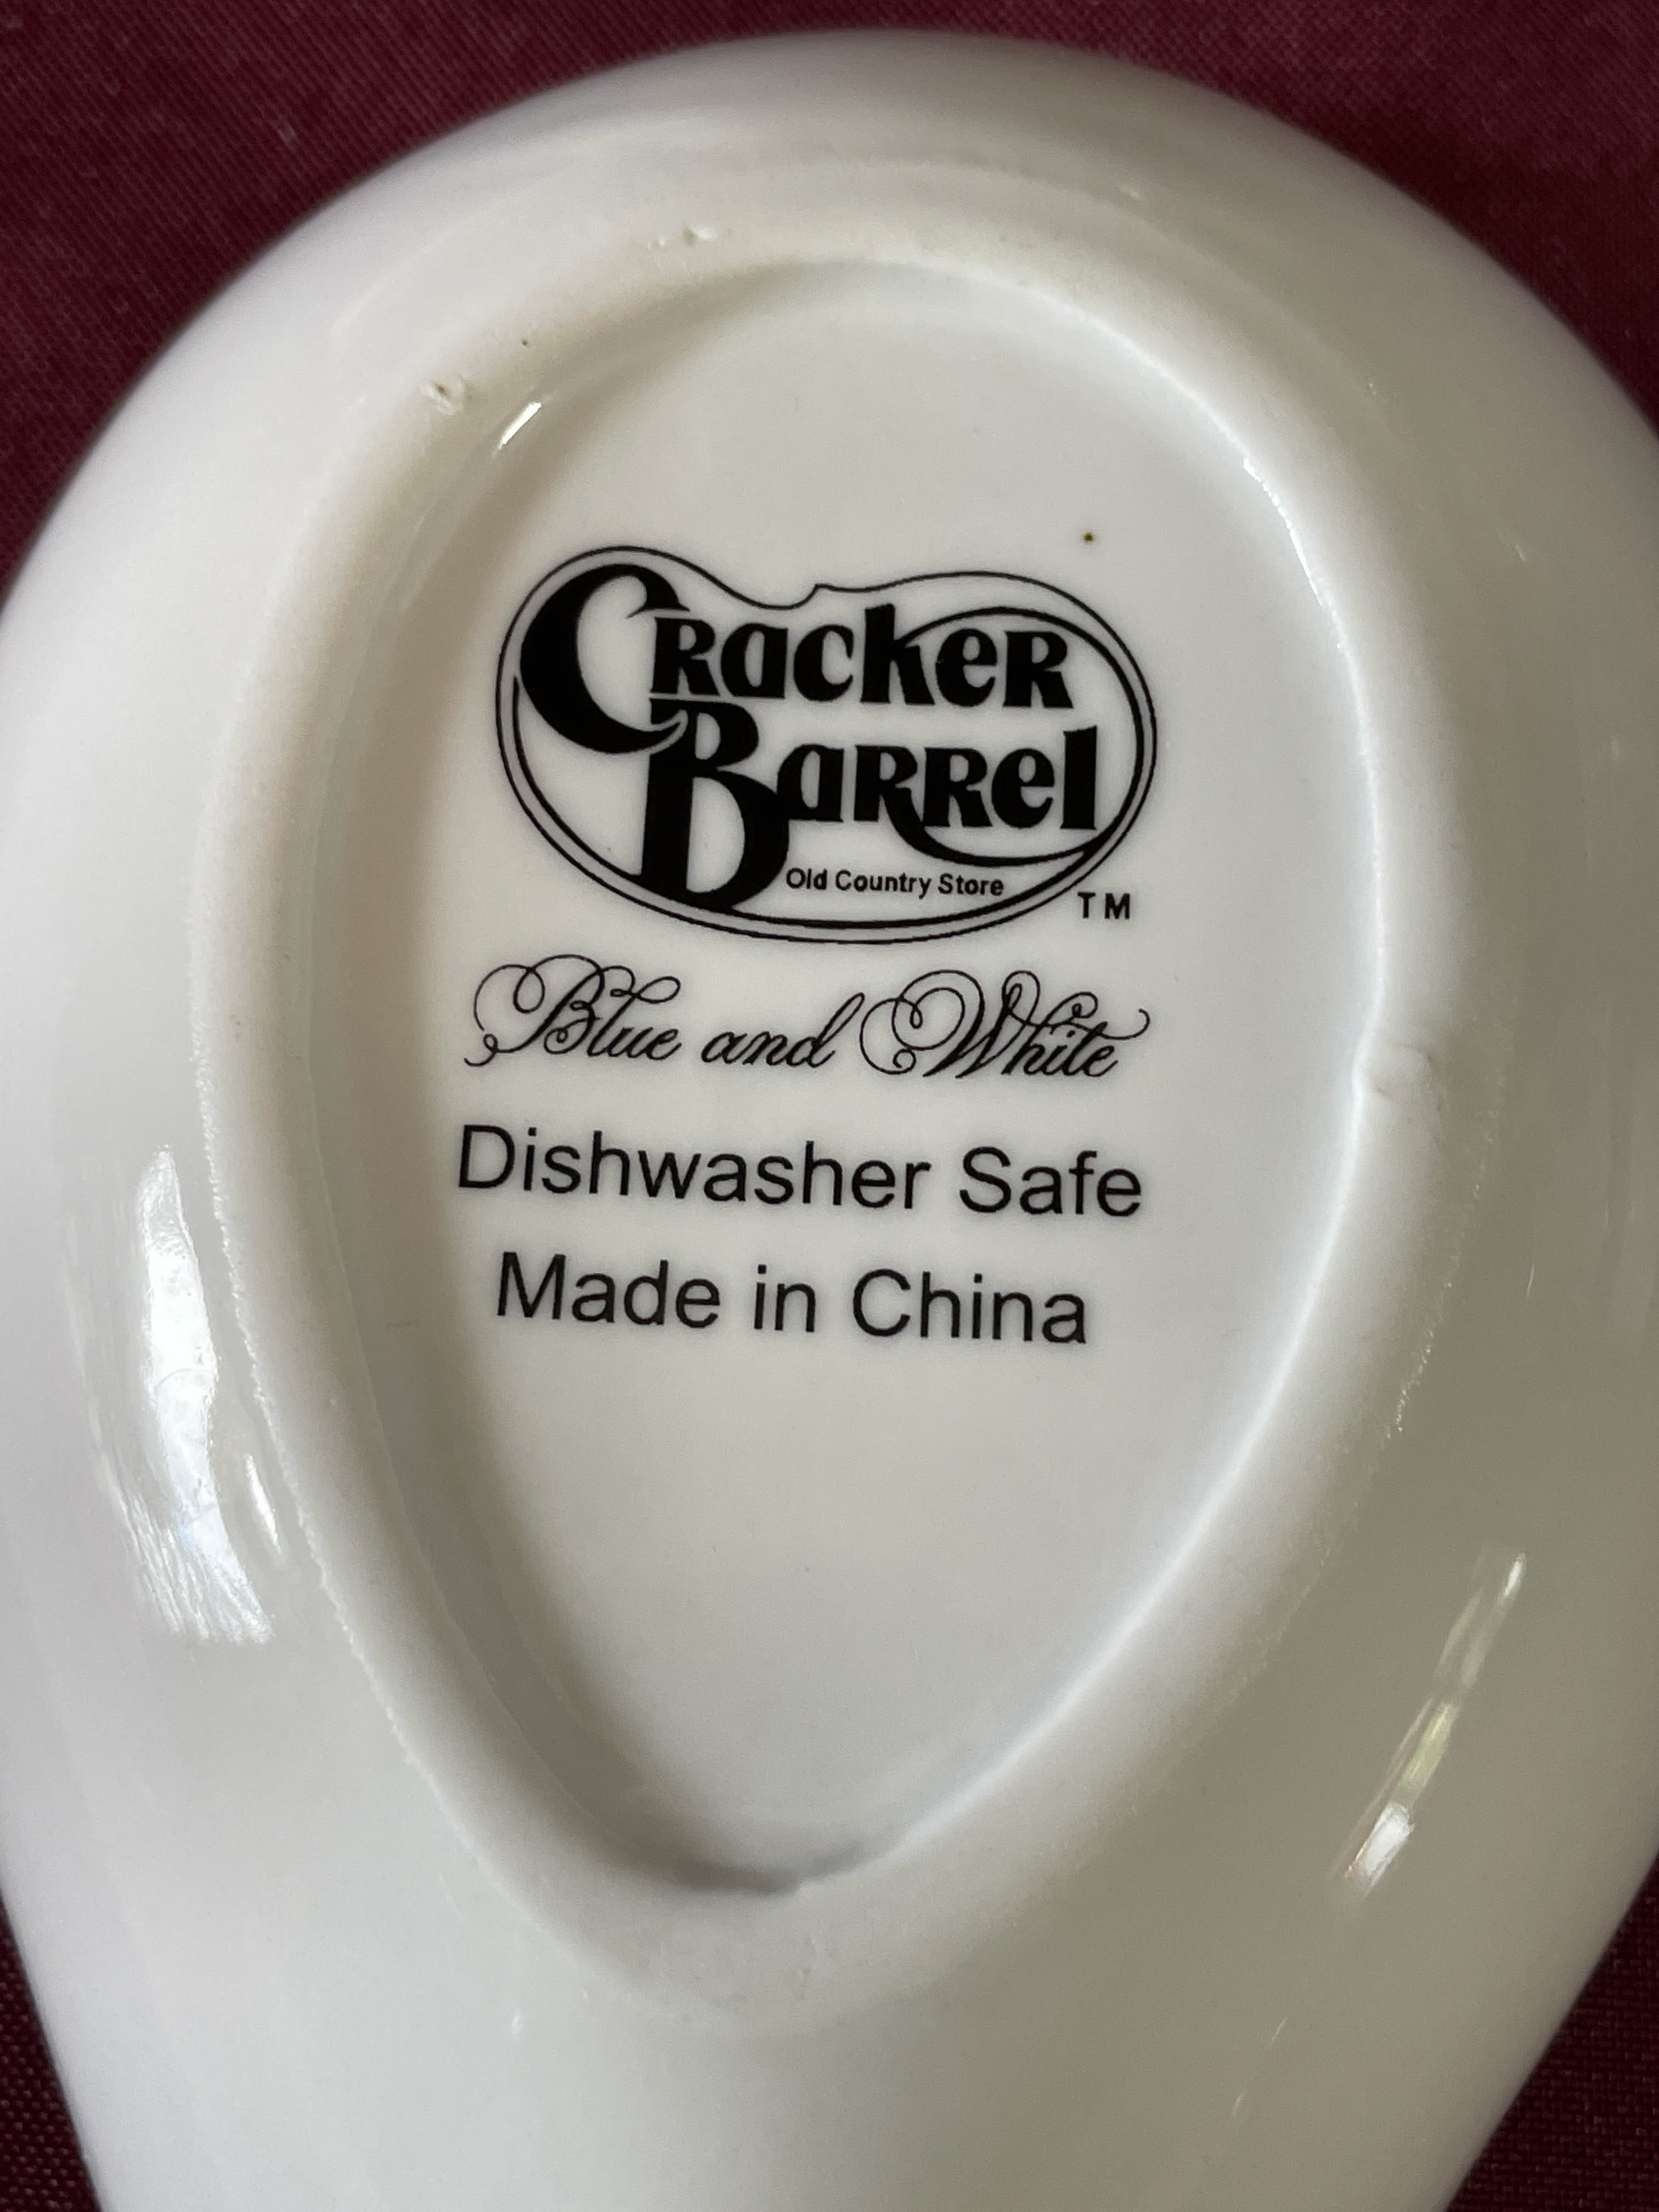 Cracker
Barrel
Old Country Store
TM
Blue and White
Dishwasher Safe
Made in China